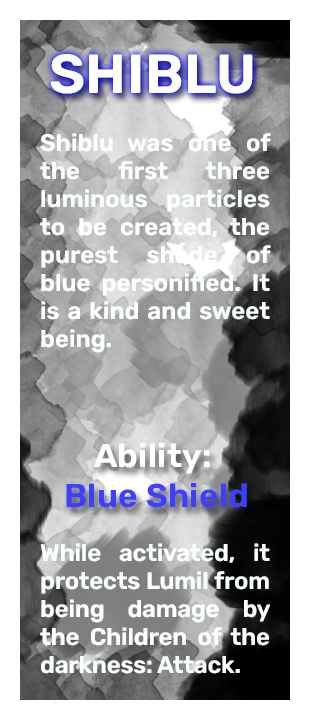 SHIBLU
Shiblu was one of
the first three
luminous particles
to be created, the
purest shade of
blue personified. It
is a kind and sweet
being.
Ability:
Blue Shield
While activated, it
protects Lumil from
being damage by
the Children of the
darkness: Attack.